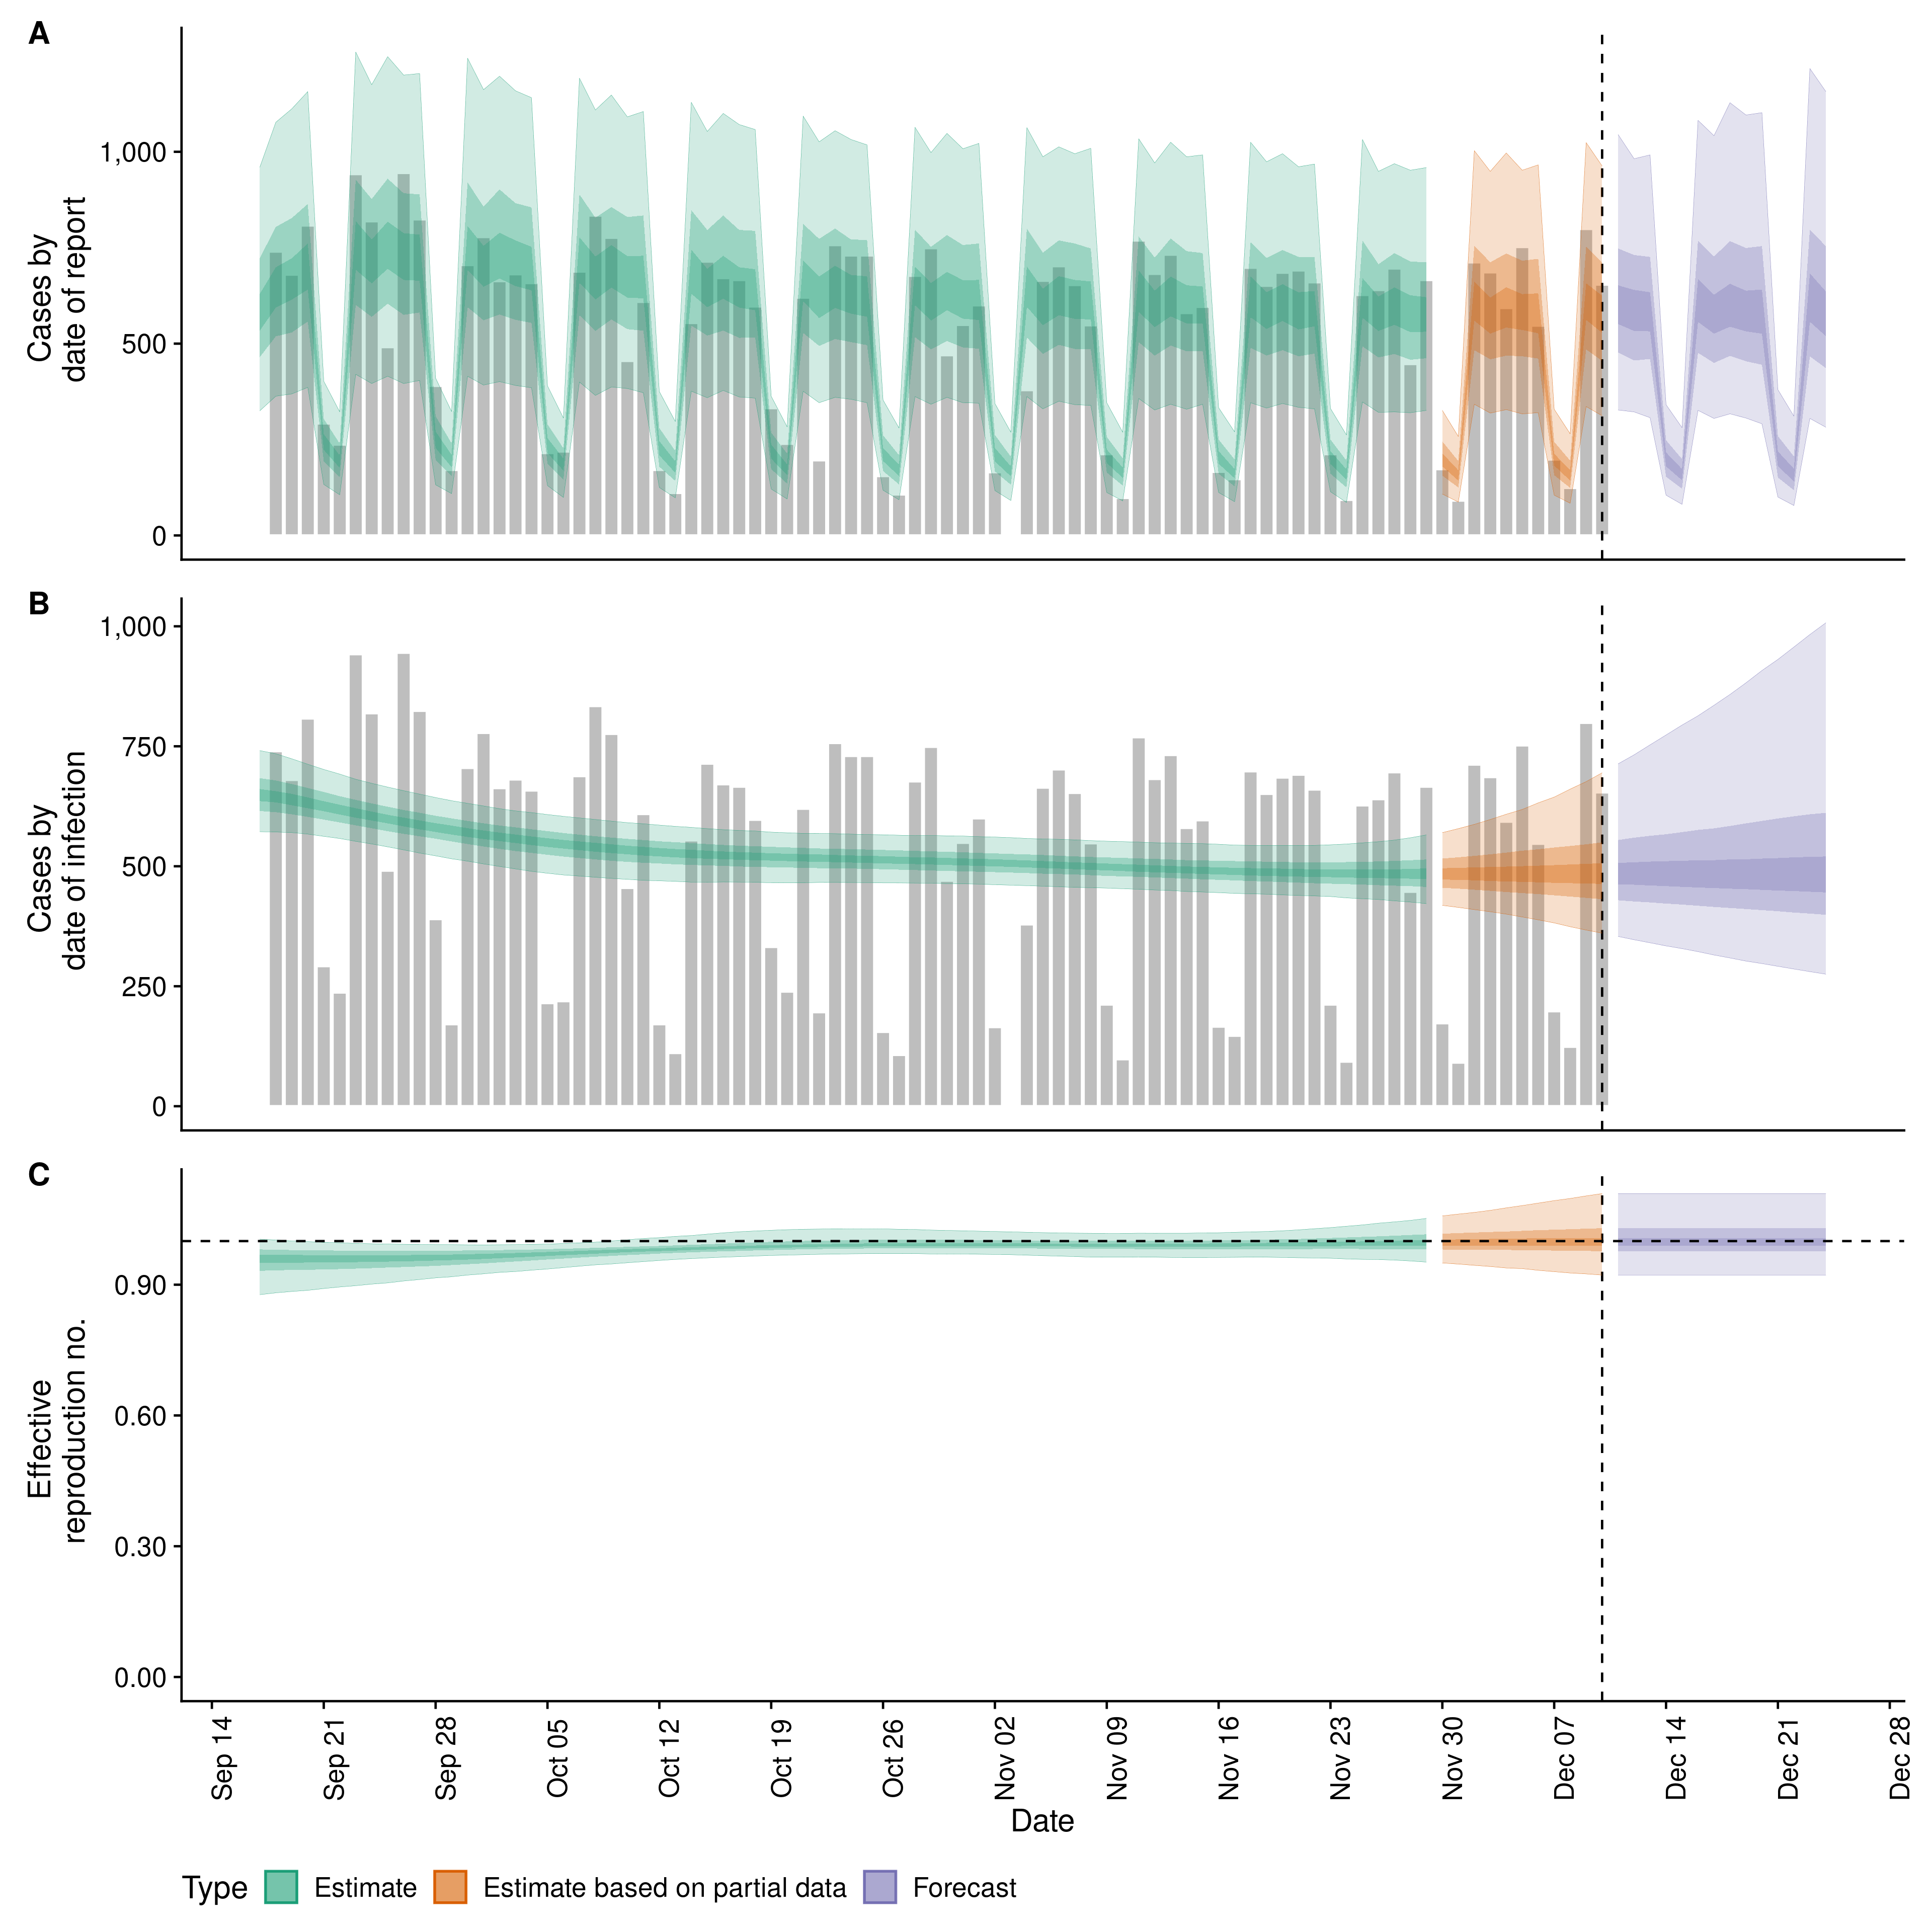 A
Cases by
date of report
1,000
500
0
B
Cases by
date of infection
1,000
750
500
250
0
C
Effective
reproduction no.
0.90
0.60
0.30
0.00
Sep 14
Sep 21
Sep 28
Oct 05
Oct 12
Oct 19
Oct 26
Nov 02
Nov 09
Nov 16
Nov 23
Nov 30
Dec 07
Dec 14
Dec 21
Dec 28
Date
Type Estimate Estimate based on partial data Forecast